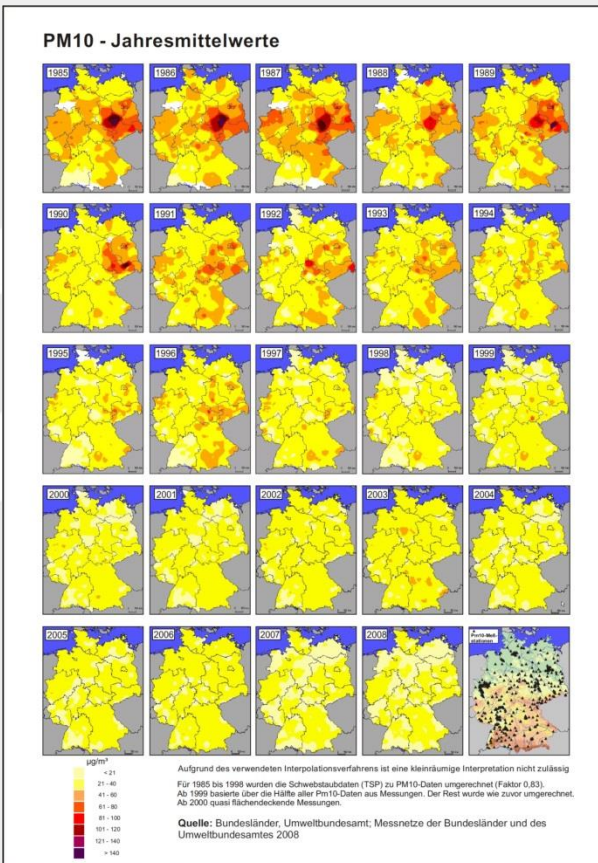 PM10 - Jahresmittelwerte
1985
1986
1987
1988
1989
1990
1991
1992
1993
1994
1995
1996
1997
1998
1999
2000
2001
2002
2003
2004
2005
2006
2007
2008
Pm10-Meß-
stationen
µg/m³
< 21
21 - 40
41 - 60
61 - 80
81 - 100
101 - 120
121 - 140
> 140
Aufgrund des verwendeten Interpolationsverfahrens ist eine kleinräumige Interpretation nicht zulässig
Für 1985 bis 1998 wurden die Schwebstaubdaten (TSP) zu PM10-Daten umgerechnet (Faktor 0,83).
Ab 1999 basierte über die Hälfte aller Pm10-Daten aus Messungen. Der Rest wurde wie zuvor umgerechnet.
Ab 2000 quasi flächendeckende Messungen.
Quelle: Bundesländer, Umweltbundesamt; Messnetze der Bundesländer und des
Umweltbundesamtes 2008